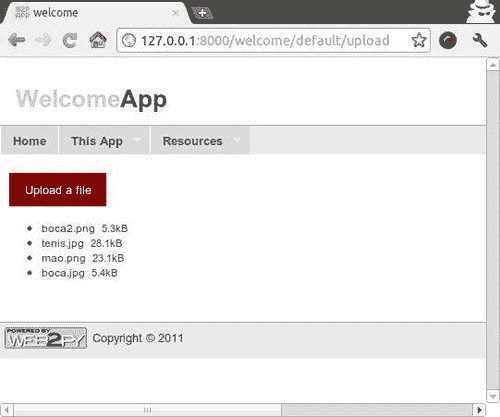 welcome
127.0.0.1:8000/welcome/default/upload
WelcomeApp
Home This App Resources
Upload a file
boca2.png 5.3kB
tenis.jpg 28.1kB
mao.png 23.1kB
boca.jpg 5.4kB
POWERED BY
WEB2PY
Copyright © 2011